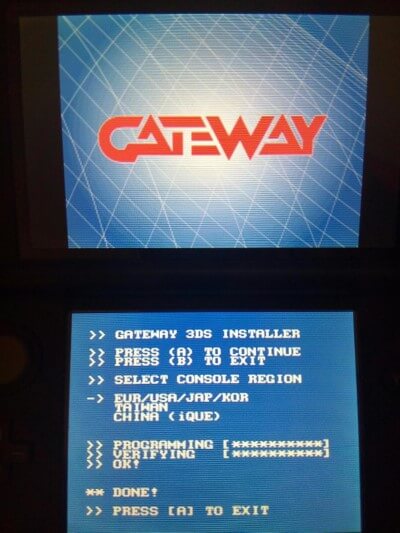 GATEWAY
>> GATEWAY 3DS INSTALLER
>> PRESS (A) TO CONTINUE
>> PRESS (B) TO EXIT
>> SELECT CONSOLE REGION
-> EUR/USA/JAP/KOR
TAIWAN
CHINA (iQUE)
>> PROGRAMMING [**********]
>> VERIFYING [**********]
>> OK!
** DONE!
>> PRESS [A] TO EXIT